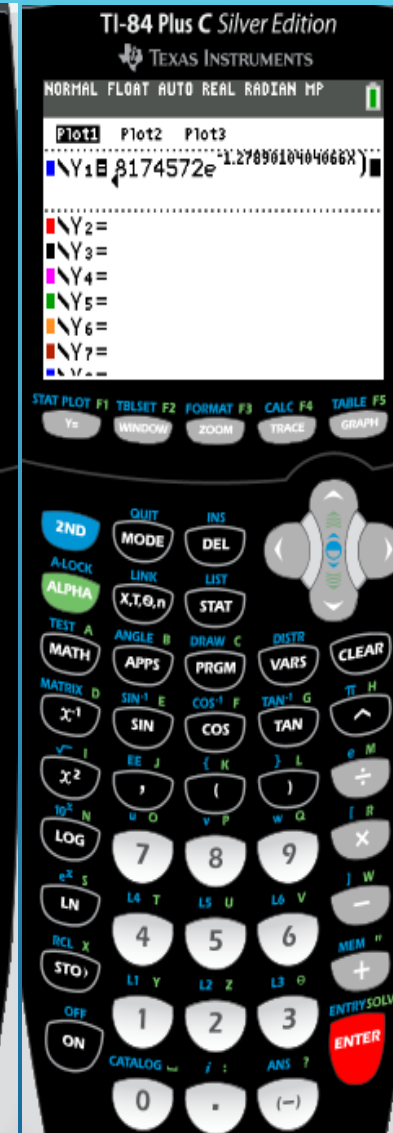 TI-84 Plus C Silver Edition
TEXAS INSTRUMENTS
NORMAL FLOAT AUTO REAL RADIAN MP
Plot1 Plot2 Plot3
\Y1= 8174572e^-1.2789010404066X)
\Y2=
\Y3=
\Y4=
\Y5=
\Y6=
\Y7=
STAT PLOT F1 TBLSET F2 FORMAT F3 CALC F4 TABLE F5
Y= WINDOW ZOOM TRACE GRAPH
QUIT INS
2ND MODE DEL
A-LOCK LINK LIST
ALPHA X,T,θ,n STAT
TEST A ANGLE B DRAW C DISTR
MATH APPS PRGM VARS CLEAR
MATRIX D SIN-1 E COS-1 F TAN-1 G π H
x-1 SIN COS TAN ^
√ I EE J { K } L e M
x2 , ( ) ÷
10x N u O v P w Q [ R
LOG 7 8 9 ×
ex S L4 T L5 U L6 V ] W
LN 4 5 6 −
RCL X L1 Y L2 Z L3 θ MEM "
STO› 1 2 3 +
OFF CATALOG ⎵ i : ANS ? ENTRY SOLV
ON 0 . (-) ENTER